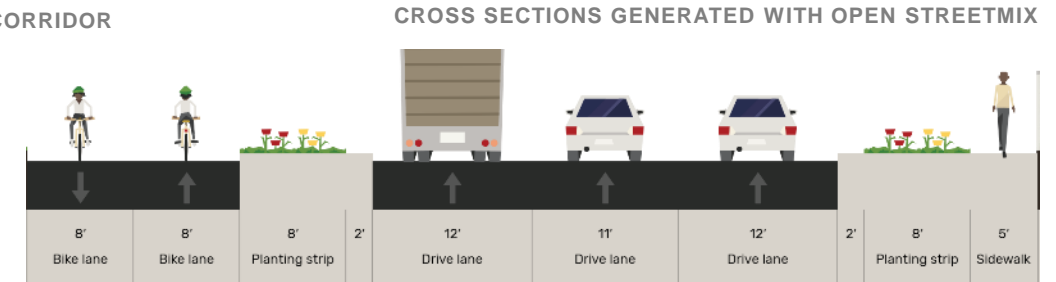 CORRIDOR
CROSS SECTIONS GENERATED WITH OPEN STREETMIX
8' 8' 8' 2' 12' 11' 12' 2' 8' 5'
Bike lane Bike lane Planting strip Drive lane Drive lane Drive lane Planting strip Sidewalk